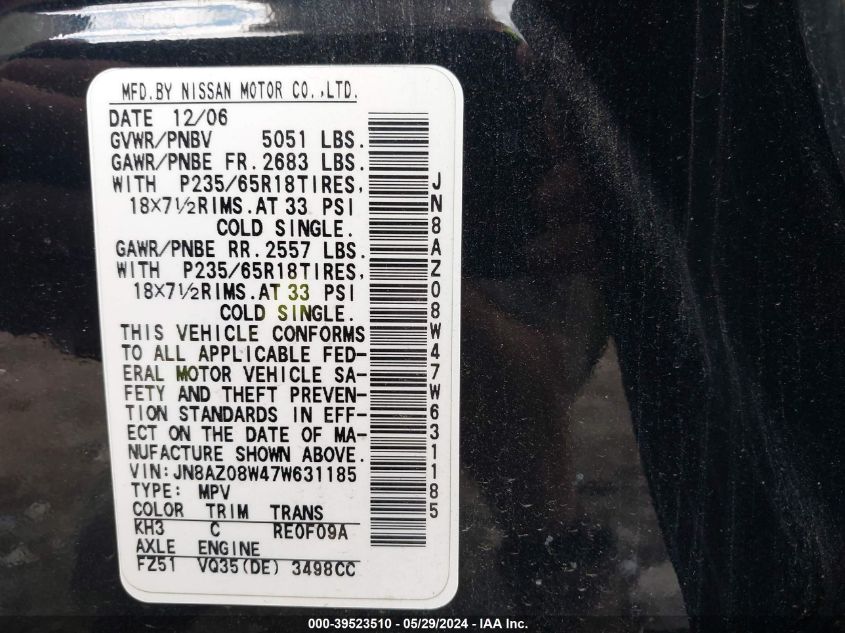 MFD.BY NISSAN MOTOR CO.,LTD.
DATE 12/06
GVWR/PNBV 5051 LBS.
GAWR/PNBE FR.2683 LBS.
WITH P235/65R18TIRES,
18×7½RIMS.AT 33 PSI
COLD SINGLE.
GAWR/PNBE RR.2557 LBS.
WITH P235/65R18TIRES,
18×7½RIMS.AT 33 PSI
COLD SINGLE.
THIS VEHICLE CONFORMS
TO ALL APPLICABLE FED-
ERAL MOTOR VEHICLE SA-
FETY AND THEFT PREVEN-
TION STANDARDS IN EFF-
ECT ON THE DATE OF MA-
NUFACTURE SHOWN ABOVE.
VIN:JN8AZ08W47W631185
TYPE: MPV
COLOR TRIM TRANS
KH3 C RE0F09A
AXLE ENGINE
FZ51 VQ35(DE) 3498CC
JN8AZ08W47W631185
000-39523510 - 05/29/2024 - IAA Inc.